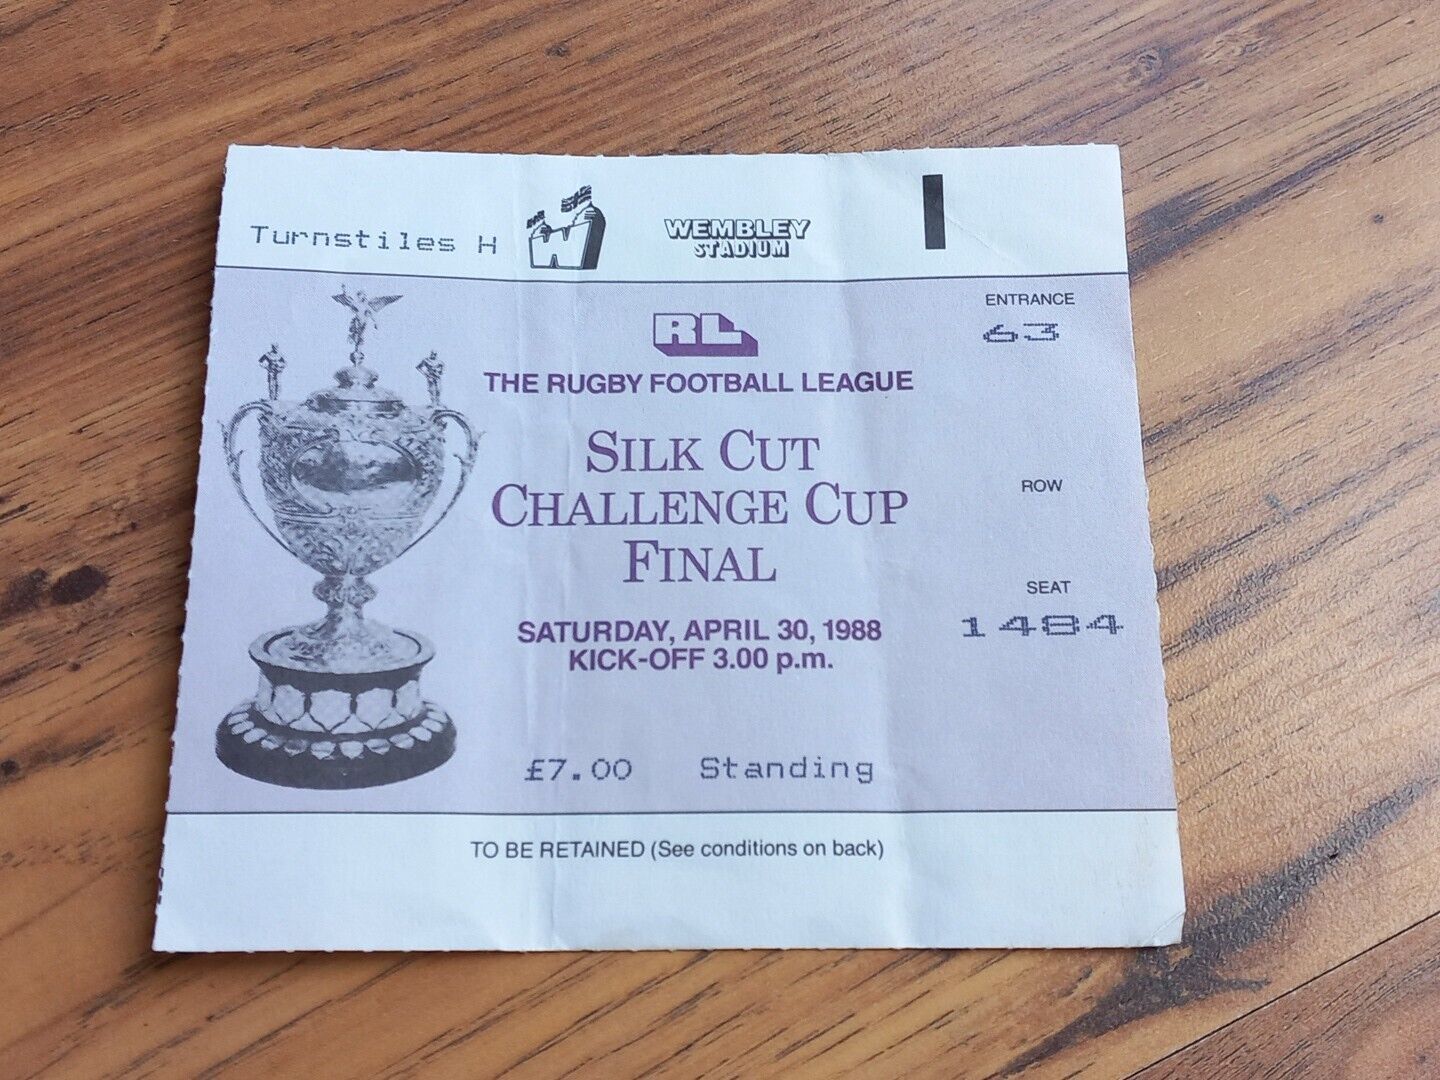 Turnstiles H
W
WEMBLEY
STADIUM
RL
THE RUGBY FOOTBALL LEAGUE
SILK CUT
CHALLENGE CUP
FINAL
SATURDAY, APRIL 30, 1988
KICK-OFF 3.00 p.m.
£7.00 Standing
ENTRANCE
63
ROW
SEAT
1484
TO BE RETAINED (See conditions on back)